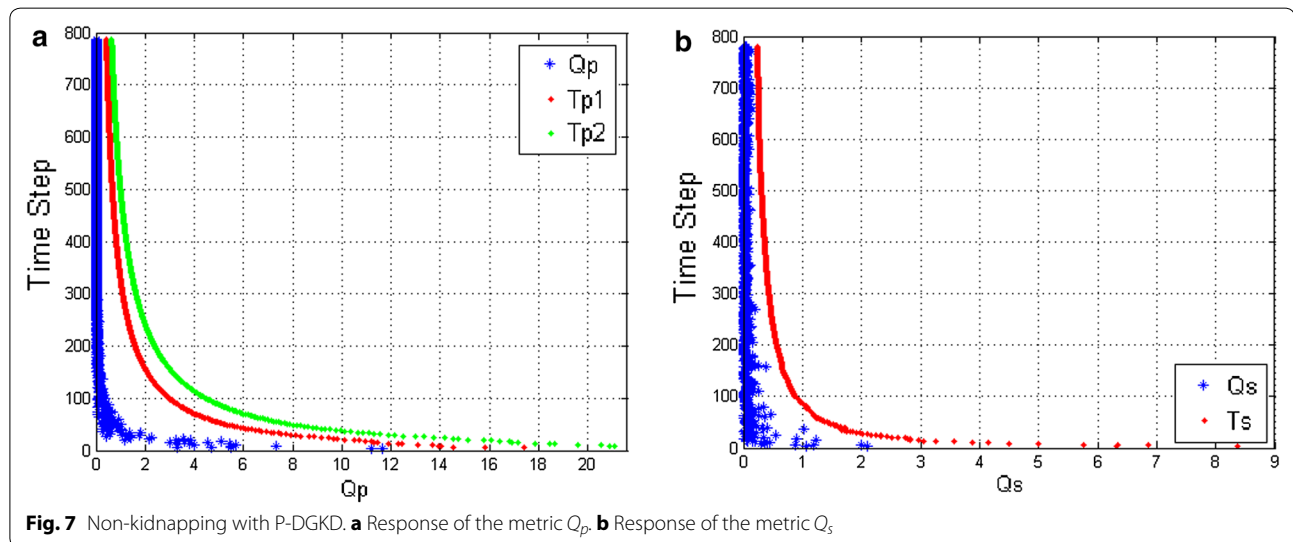 a
800
700
600
500
400
300
200
100
0
Time Step
0 2 4 6 8 10 12 14 16 18 20
Qp
Qp
Tp1
Tp2
b
800
700
600
500
400
300
200
100
0
Time Step
0 1 2 3 4 5 6 7 8 9
Qs
Qs
Ts
Fig. 7 Non-kidnapping with P-DGKD. a Response of the metric Qp. b Response of the metric Qs